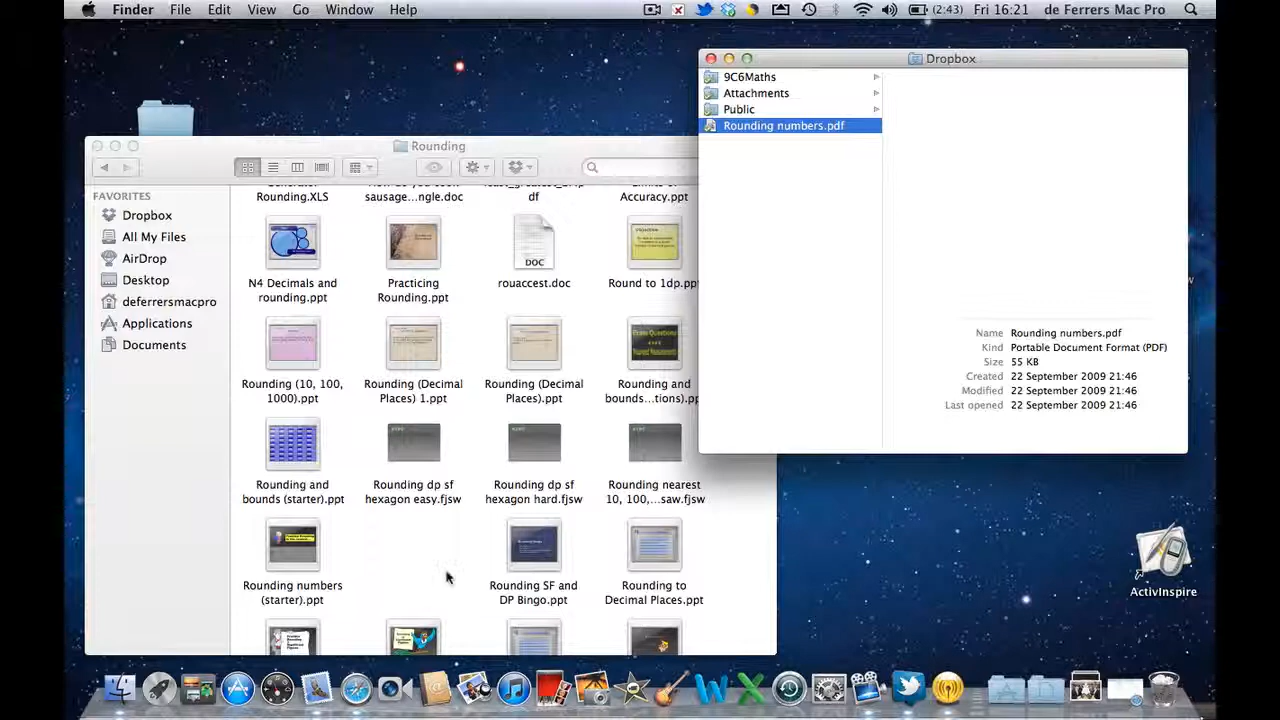 Finder File Edit View Go Window Help (2:43) Fri 16:21 de Ferrers Mac Pro
Dropbox
9C6Maths
Attachments
Public
Rounding numbers.pdf
Name Rounding numbers.pdf
Kind Portable Document Format (PDF)
Size 55 KB
Created 22 September 2009 21:46
Modified 22 September 2009 21:46
Last opened 22 September 2009 21:46
Rounding
FAVORITES
Dropbox
All My Files
AirDrop
Desktop
deferrersmacpro
Applications
Documents
Rounding.XLS
sausage...ngle.doc
df
Accuracy.ppt
N4 Decimals and
rounding.ppt
Practicing
Rounding.ppt
DOC
rouaccest.doc
Round to 1dp.pp
Rounding (10, 100,
1000).ppt
Rounding (Decimal
Places) 1.ppt
Rounding (Decimal
Places).ppt
Rounding and
bounds...tions).ppt
Rounding and
bounds (starter).ppt
Rounding dp sf
hexagon easy.fjsw
Rounding dp sf
hexagon hard.fjsw
Rounding nearest
10, 100,...saw.fjsw
Rounding numbers
(starter).ppt
Rounding SF and
DP Bingo.ppt
Rounding to
Decimal Places.ppt
ActivInspire